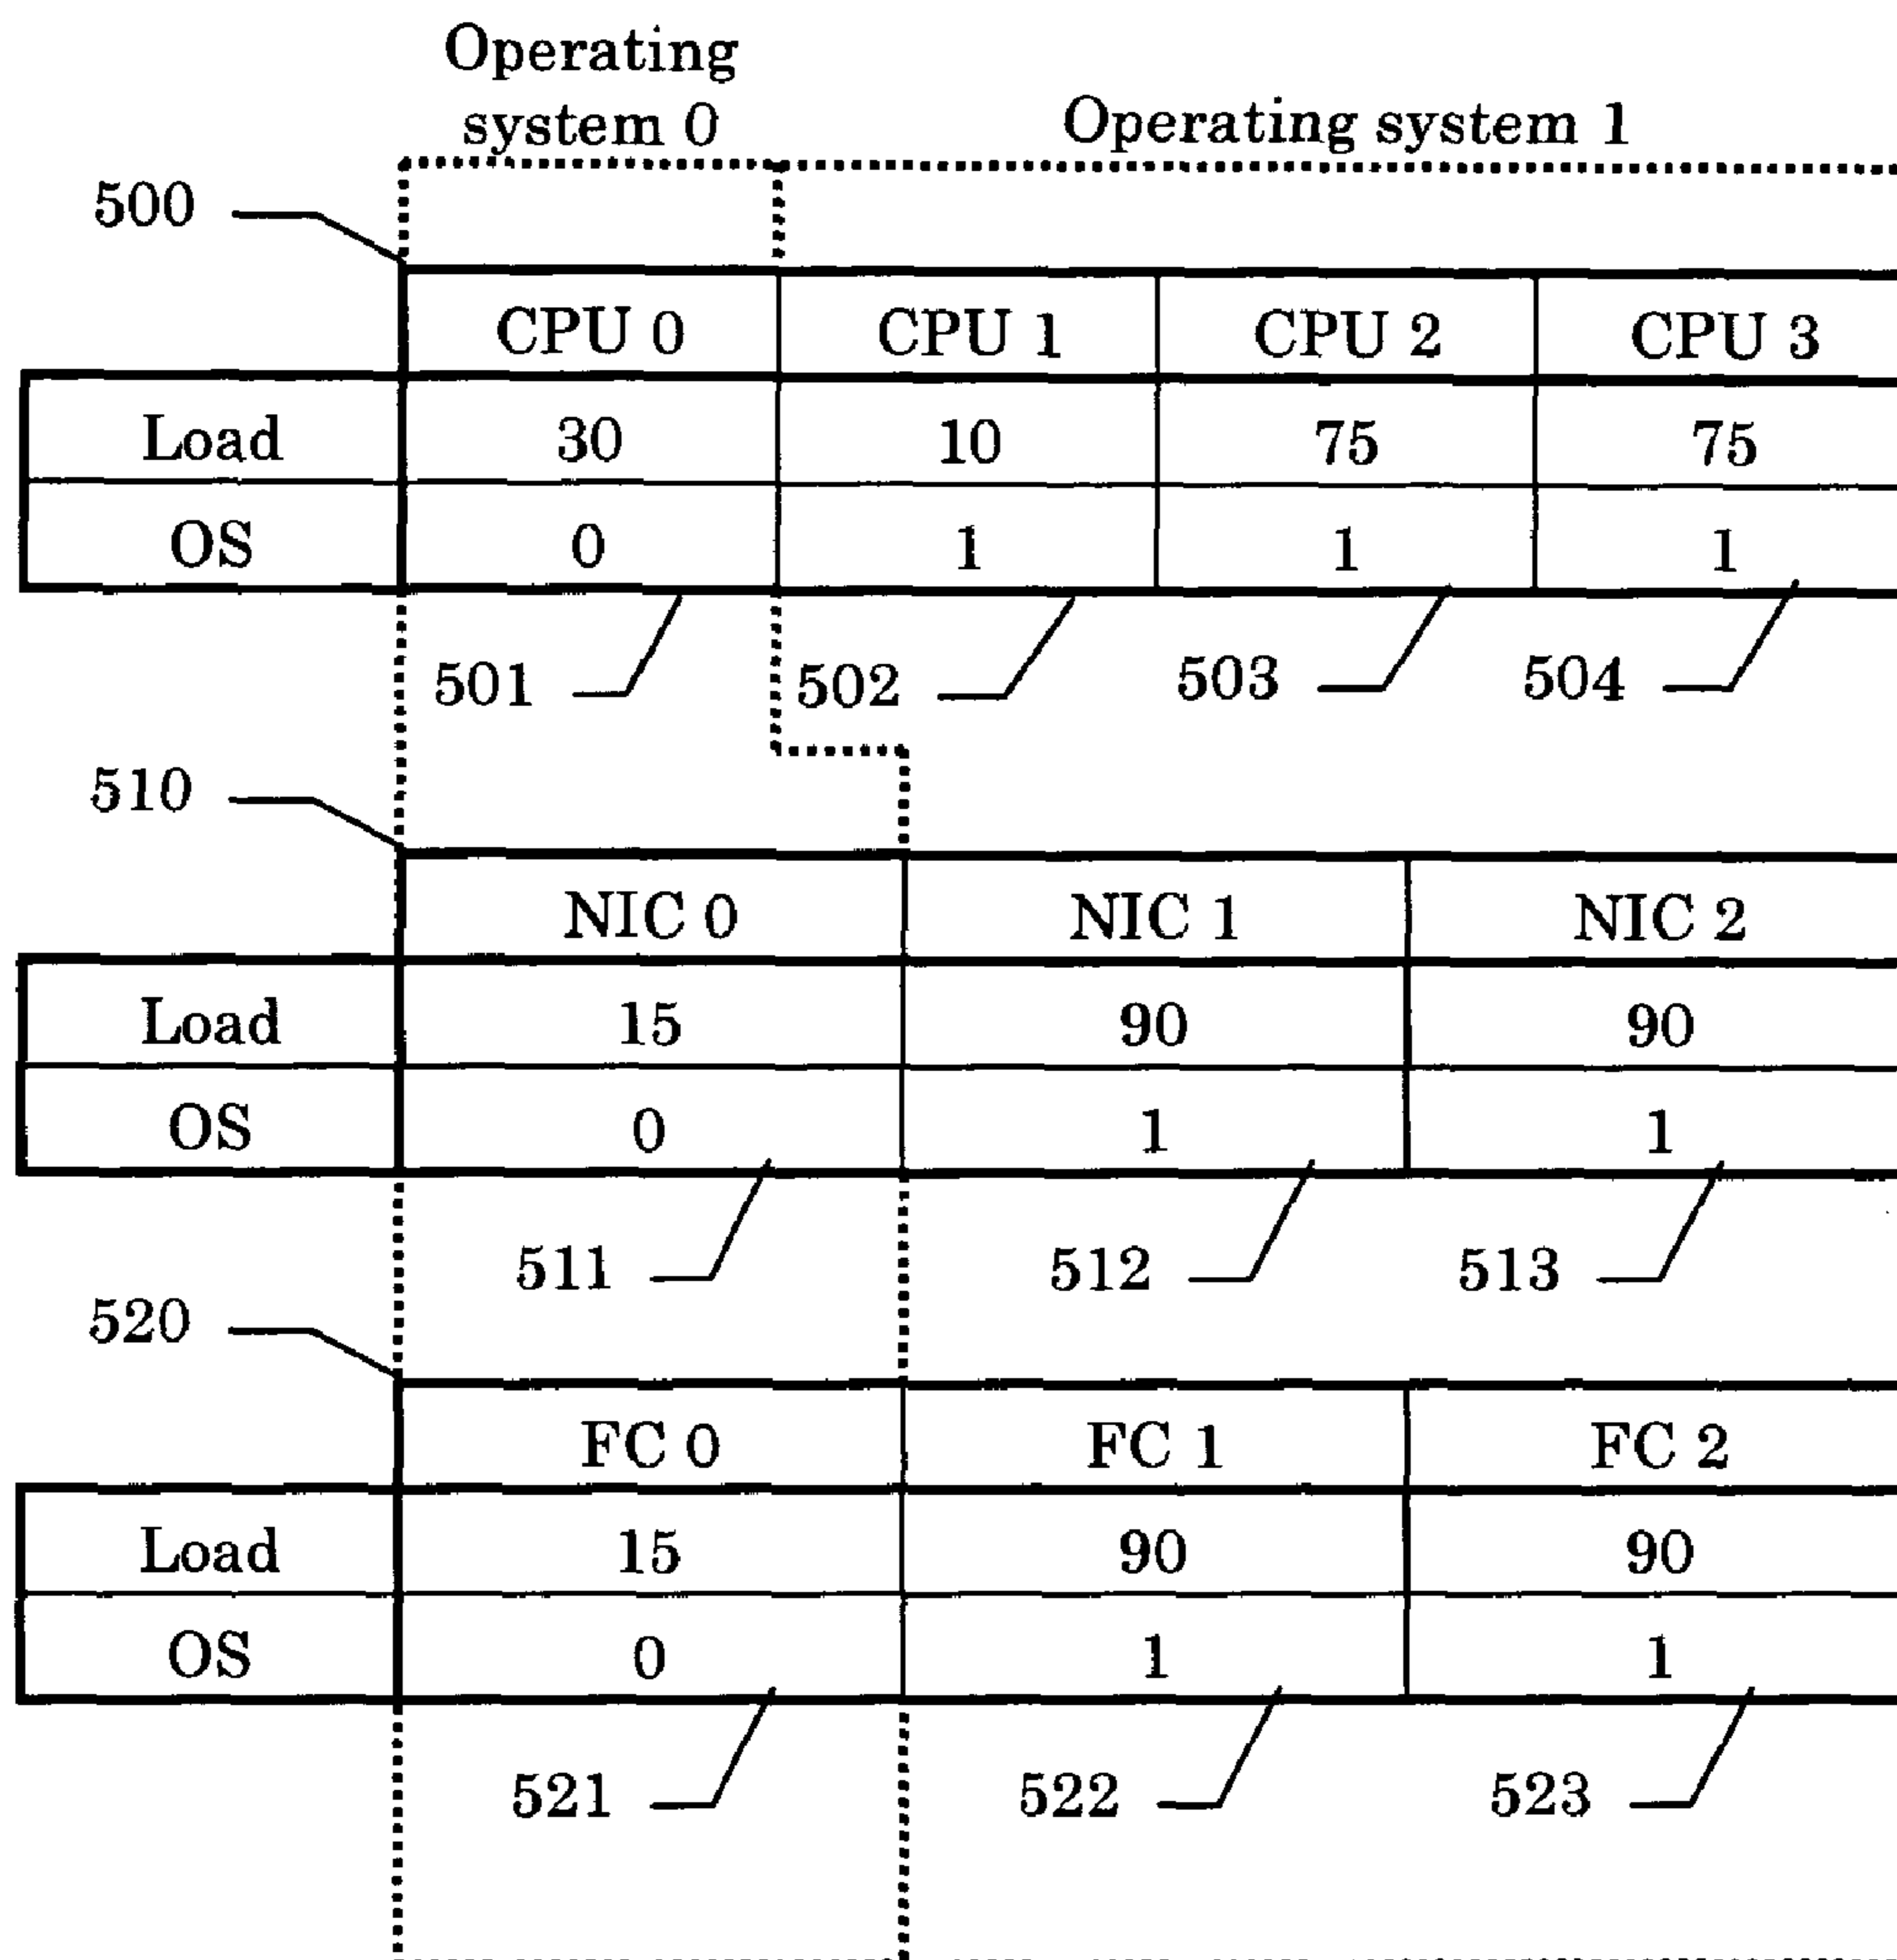 Operating
system 0
Operating system 1
500
CPU 0 CPU 1 CPU 2 CPU 3
Load 30 10 75 75
OS 0 1 1 1
501 502 503 504
510
NIC 0 NIC 1 NIC 2
Load 15 90 90
OS 0 1 1
511 512 513
520
FC 0 FC 1 FC 2
Load 15 90 90
OS 0 1 1
521 522 523